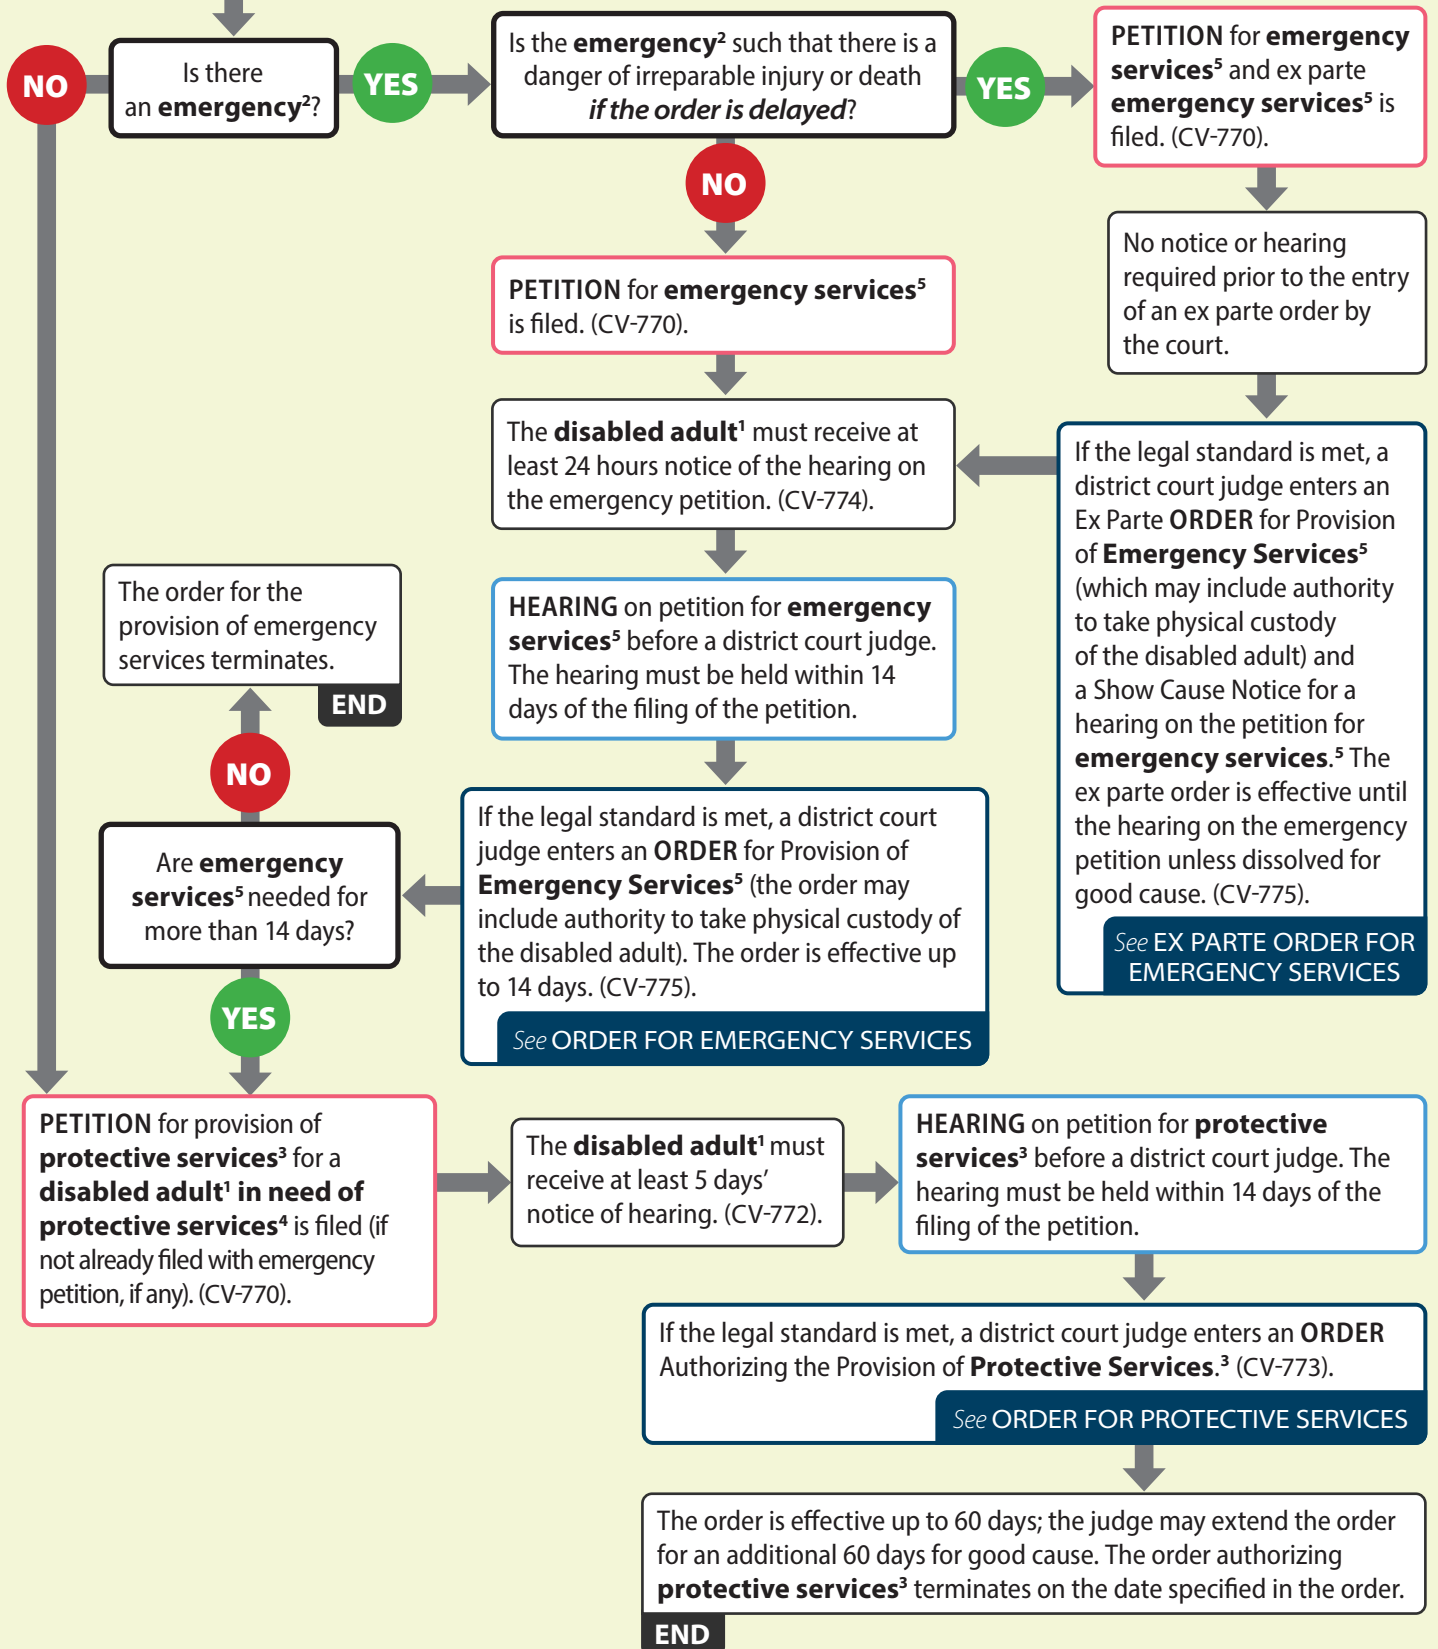 NO
Is there
an emergency²?
YES
Is the emergency² such that there is a
danger of irreparable injury or death
if the order is delayed?
YES
PETITION for emergency
services⁵ and ex parte
emergency services⁵ is
filed. (CV-770).
NO
No notice or hearing
required prior to the entry
of an ex parte order by
the court.
PETITION for emergency services⁵
is filed. (CV-770).
The disabled adult¹ must receive at
least 24 hours notice of the hearing on
the emergency petition. (CV-774).
If the legal standard is met, a
district court judge enters an
Ex Parte ORDER for Provision
of Emergency Services⁵
(which may include authority
to take physical custody
of the disabled adult) and
a Show Cause Notice for a
hearing on the petition for
emergency services.⁵ The
ex parte order is effective until
the hearing on the emergency
petition unless dissolved for
good cause. (CV-775).
See EX PARTE ORDER FOR
EMERGENCY SERVICES
HEARING on petition for emergency
services⁵ before a district court judge.
The hearing must be held within 14
days of the filing of the petition.
The order for the
provision of emergency
services terminates.
END
NO
If the legal standard is met, a district court
judge enters an ORDER for Provision of
Emergency Services⁵ (the order may
include authority to take physical custody of
the disabled adult). The order is effective up
to 14 days. (CV-775).
See ORDER FOR EMERGENCY SERVICES
Are emergency
services⁵ needed for
more than 14 days?
YES
PETITION for provision of
protective services³ for a
disabled adult¹ in need of
protective services⁴ is filed (if
not already filed with emergency
petition, if any). (CV-770).
The disabled adult¹ must
receive at least 5 days’
notice of hearing. (CV-772).
HEARING on petition for protective
services³ before a district court judge. The
hearing must be held within 14 days of the
filing of the petition.
If the legal standard is met, a district court judge enters an ORDER
Authorizing the Provision of Protective Services.³ (CV-773).
See ORDER FOR PROTECTIVE SERVICES
The order is effective up to 60 days; the judge may extend the order
for an additional 60 days for good cause. The order authorizing
protective services³ terminates on the date specified in the order.
END